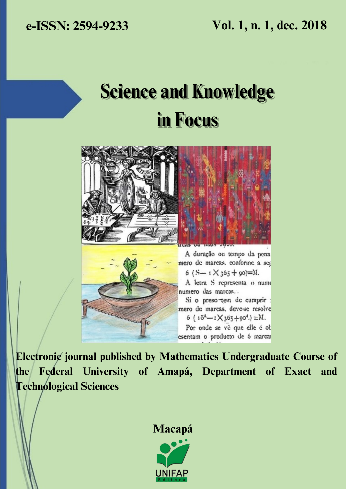 e-ISSN: 2594-9233
Vol. 1, n. 1, dec. 2018
Science and Knowledge
in Focus
A duração ou tempo da pena
mero de marcas, conforme a seg
6 (S— 1 X 365 + 90)=M.
A letra S representa o num
numero das marcas.
Si o preso tem de cumprir
mero de marcas, deve-se resolve
Por onde se vê que elle é ob
esentam o producto de 6 marcas
Electronic journal published by Mathematics Undergraduate Course of
the Federal University of Amapá, Department of Exact and
Technological Sciences
Macapá
UNIFAP